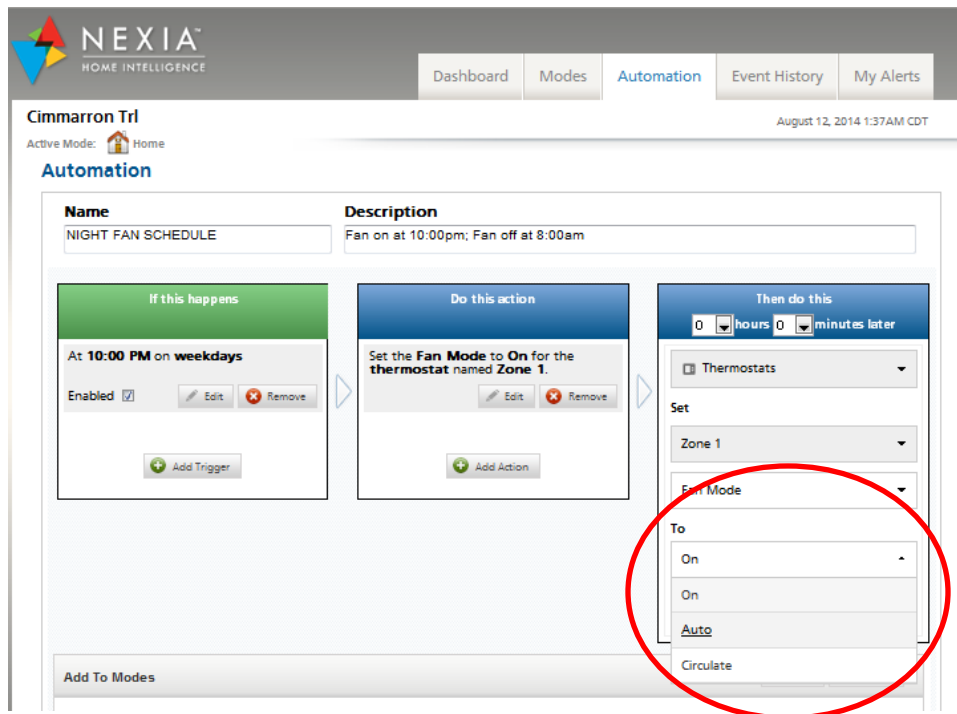 NEXIA™
HOME INTELLIGENCE
Dashboard Modes Automation Event History My Alerts
Cimmarron Trl
August 12, 2014 1:37AM CDT
Active Mode: Home
Automation
Name
Description
NIGHT FAN SCHEDULE
Fan on at 10:00pm; Fan off at 8:00am
If this happens
At 10:00 PM on weekdays
Enabled Edit Remove
Add Trigger
Do this action
Set the Fan Mode to On for the
thermostat named Zone 1.
Edit Remove
Add Action
Then do this
0 hours 0 minutes later
Thermostats
Set
Zone 1
Fan Mode
To
On
On
Auto
Circulate
Add To Modes